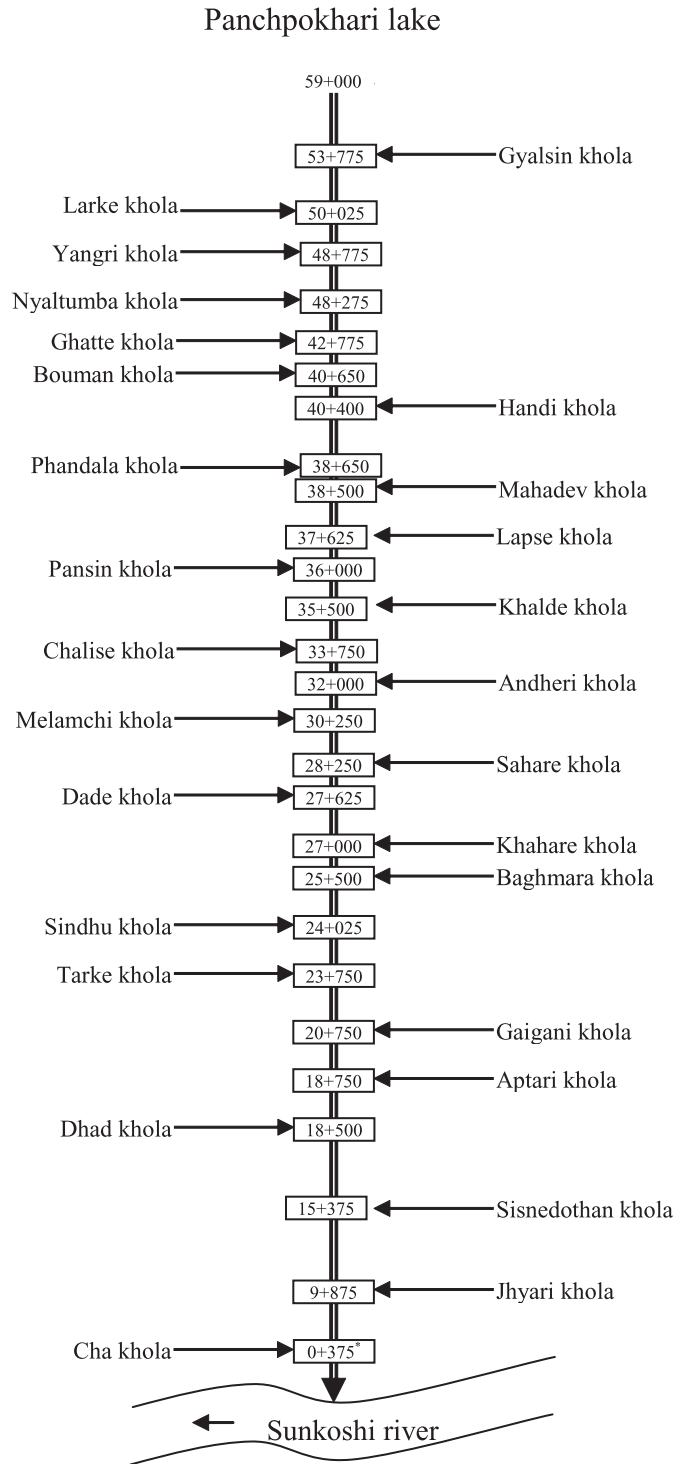 Panchpokhari lake
59+000
53+775 Gyalsin khola
Larke khola 50+025
Yangri khola 48+775
Nyaltumba khola 48+275
Ghatte khola 42+775
Bouman khola 40+650
40+400 Handi khola
Phandala khola 38+650
38+500 Mahadev khola
37+625 Lapse khola
Pansin khola 36+000
35+500 Khalde khola
Chalise khola 33+750
32+000 Andheri khola
Melamchi khola 30+250
28+250 Sahare khola
Dade khola 27+625
27+000 Khahare khola
25+500 Baghmara khola
Sindhu khola 24+025
Tarke khola 23+750
20+750 Gaigani khola
18+750 Aptari khola
Dhad khola 18+500
15+375 Sisnedothan khola
9+875 Jhyari khola
Cha khola 0+375*
Sunkoshi river